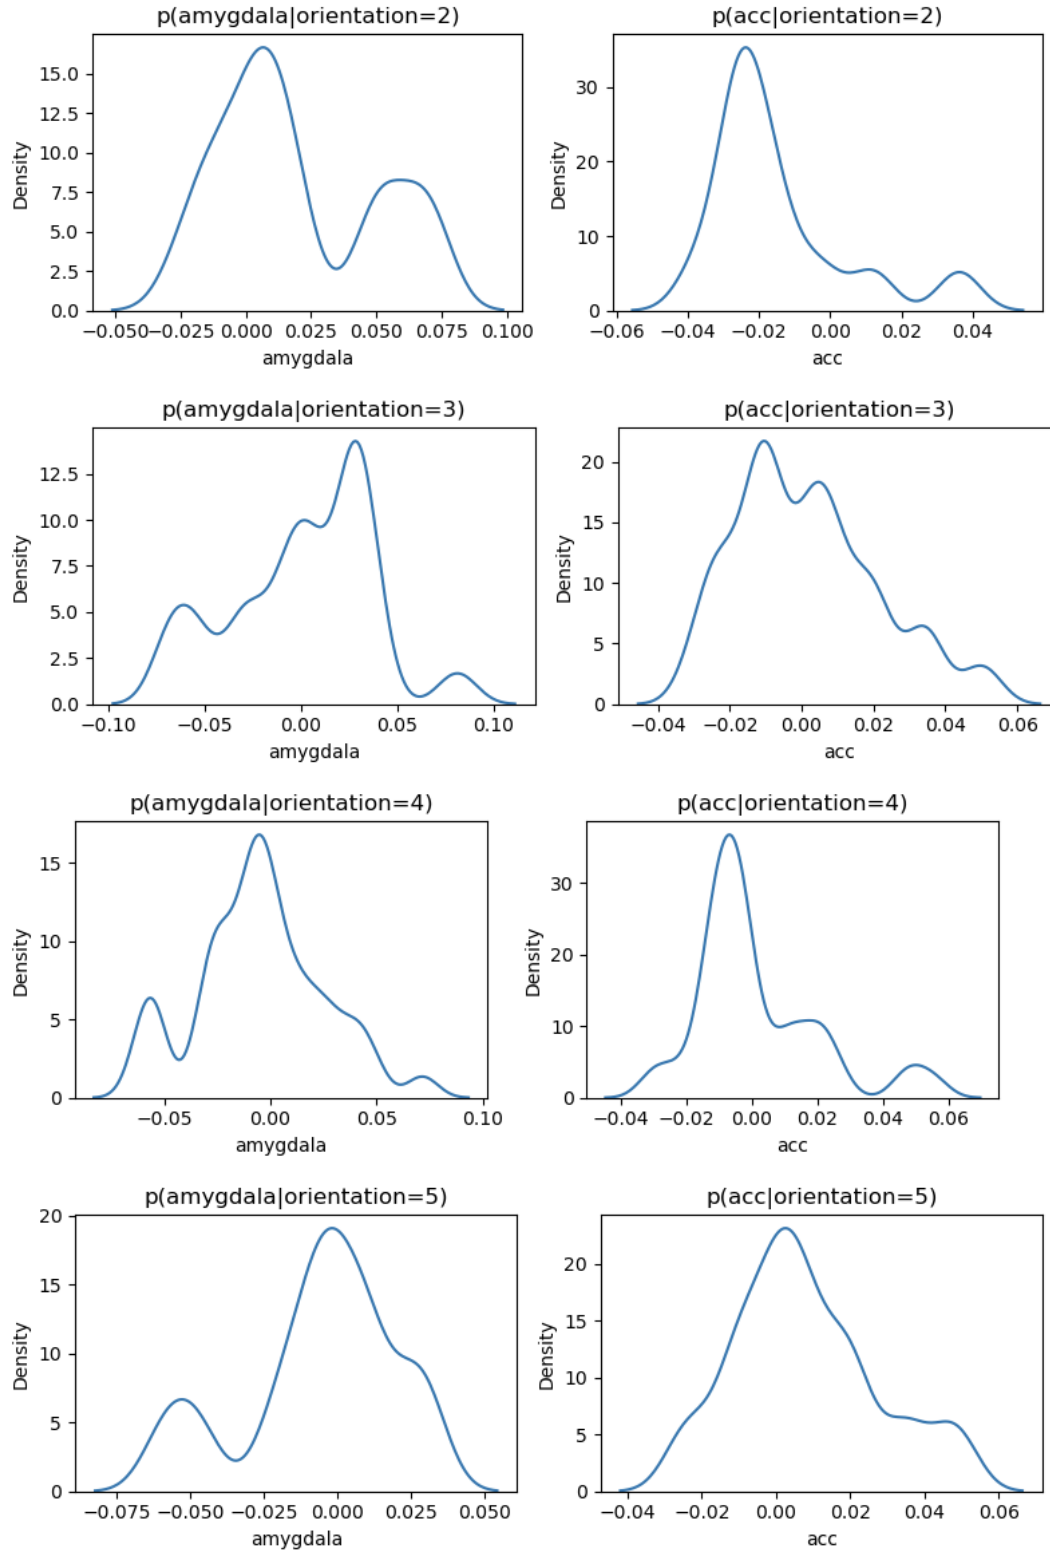 p(amygdala|orientation=2)
15.0
12.5
10.0
7.5
5.0
2.5
0.0
Density
−0.050 −0.025 0.000 0.025 0.050 0.075 0.100
amygdala
p(acc|orientation=2)
30
20
10
0
Density
−0.06 −0.04 −0.02 0.00 0.02 0.04
acc
p(amygdala|orientation=3)
12.5
10.0
7.5
5.0
2.5
0.0
Density
−0.10 −0.05 0.00 0.05 0.10
amygdala
p(acc|orientation=3)
20
15
10
5
0
Density
−0.04 −0.02 0.00 0.02 0.04 0.06
acc
p(amygdala|orientation=4)
15
10
5
0
Density
−0.05 0.00 0.05 0.10
amygdala
p(acc|orientation=4)
30
20
10
0
Density
−0.04 −0.02 0.00 0.02 0.04 0.06
acc
p(amygdala|orientation=5)
20
15
10
5
0
Density
−0.075 −0.050 −0.025 0.000 0.025 0.050
amygdala
p(acc|orientation=5)
20
15
10
5
0
Density
−0.04 −0.02 0.00 0.02 0.04 0.06
acc